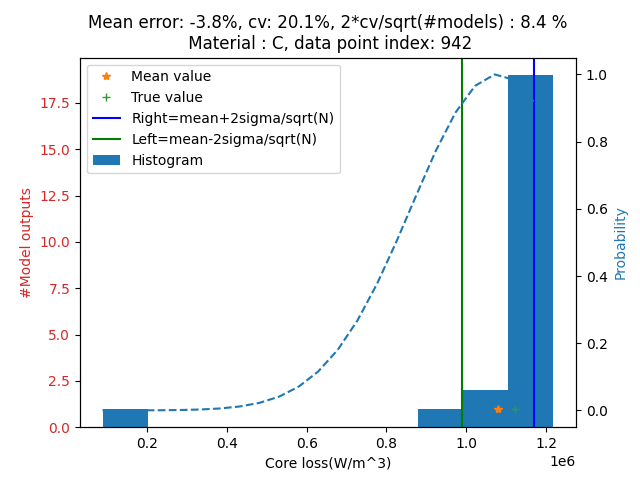 Mean error: -3.8%, cv: 20.1%, 2*cv/sqrt(#models) : 8.4 %
Material : C, data point index: 942
Mean value
True value
Right=mean+2sigma/sqrt(N)
Left=mean-2sigma/sqrt(N)
Histogram
#Model outputs
17.5
15.0
12.5
10.0
7.5
5.0
2.5
0.0
1.0
0.8
0.6
0.4
0.2
0.0
Probability
0.2 0.4 0.6 0.8 1.0 1.2
1e6
Core loss(W/m^3)